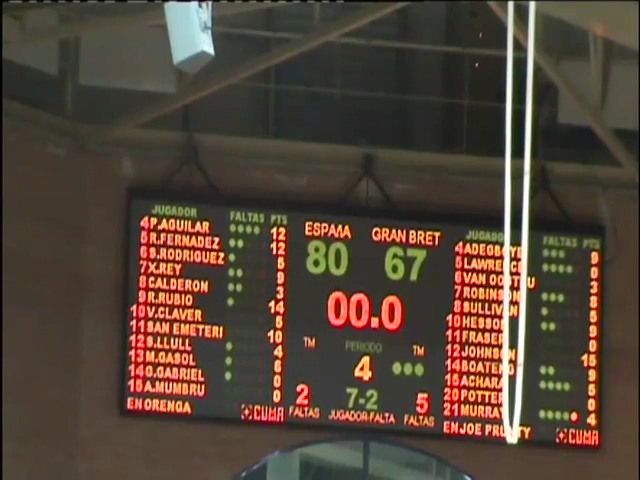 JUGADOR FALTAS PTS
4 P.AGUILAR 12
5 R.FERNADEZ 12
6 S.RODRIGUEZ 5
7 X.REY 9
8 CALDERON 3
9 R.RUBIO 14
10 V.CLAVER 5
11 SAN EMETERI 10
12 S.LLULL 4
13 M.GASOL 6
14 G.GABRIEL 0
15 A.MUMBRU 0
EN ORENGA CUMA
ESPAÑA GRAN BRET
80 67
00.0
TM PERIODO TM
4
2 7-2 5
FALTAS JUGADOR-FALTA FALTAS
JUGADOR FALTAS PTS
4 ADEGBOYE 9
5 LAWRENCE 0
6 VAN 3
7 ROBINSON 8
8 SULLIVAN 5
10 HESSON 9
11 FRASER 0
12 JOHNSON 15
14 BOATENG 9
15 ACHARA 5
20 POTTER 0
21 MURRAY 4
EN JOE CUMA